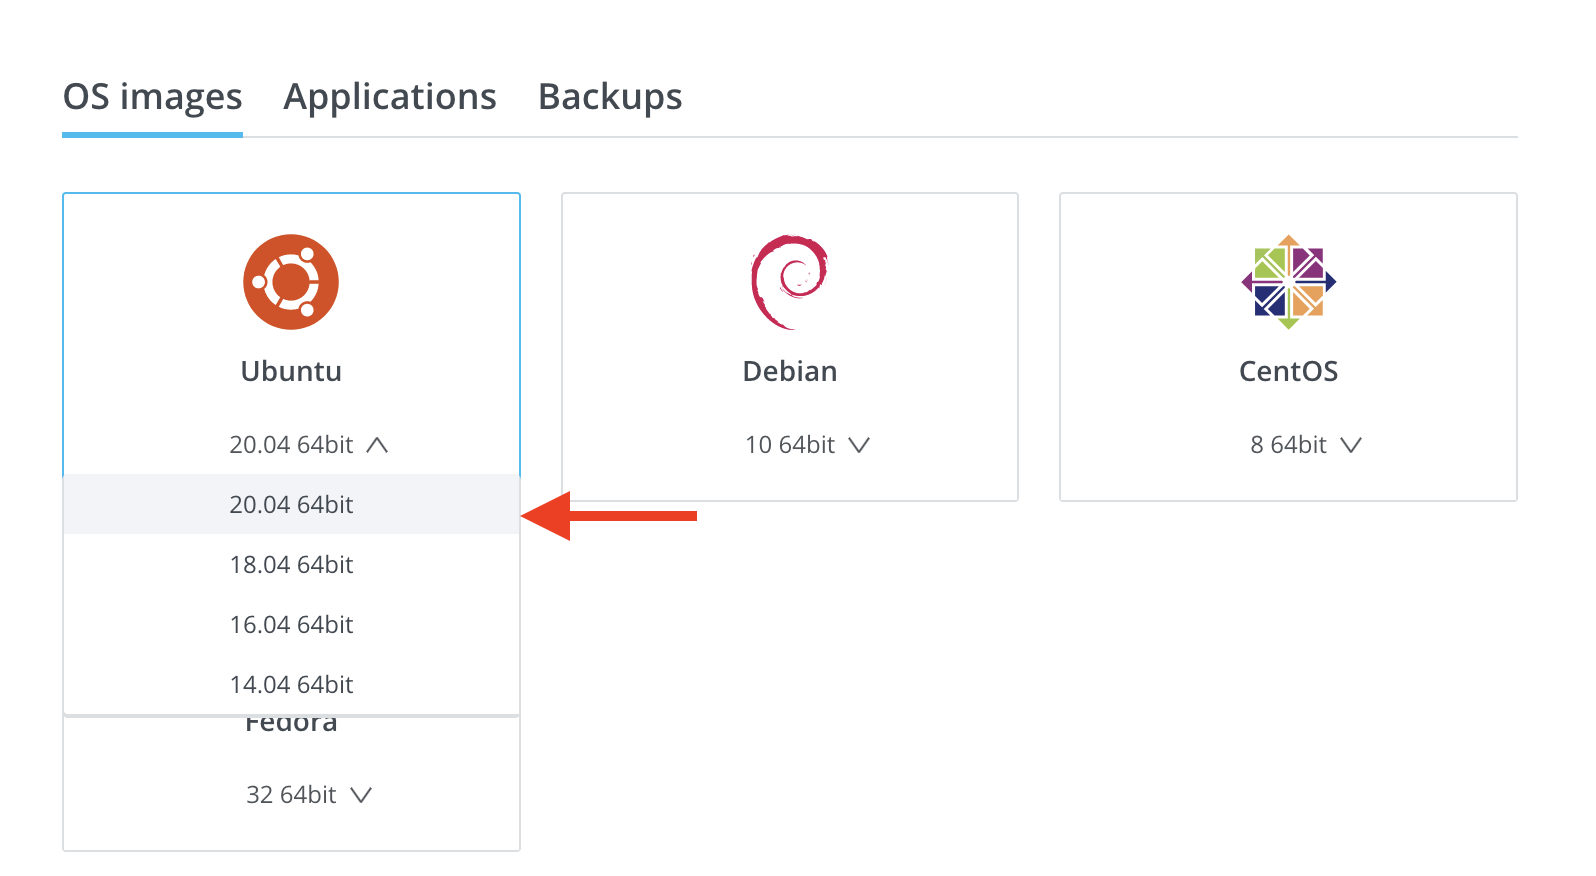 OS images Applications Backups
Ubuntu
20.04 64bit
20.04 64bit
18.04 64bit
16.04 64bit
14.04 64bit
Debian
10 64bit
CentOS
8 64bit
Fedora
32 64bit